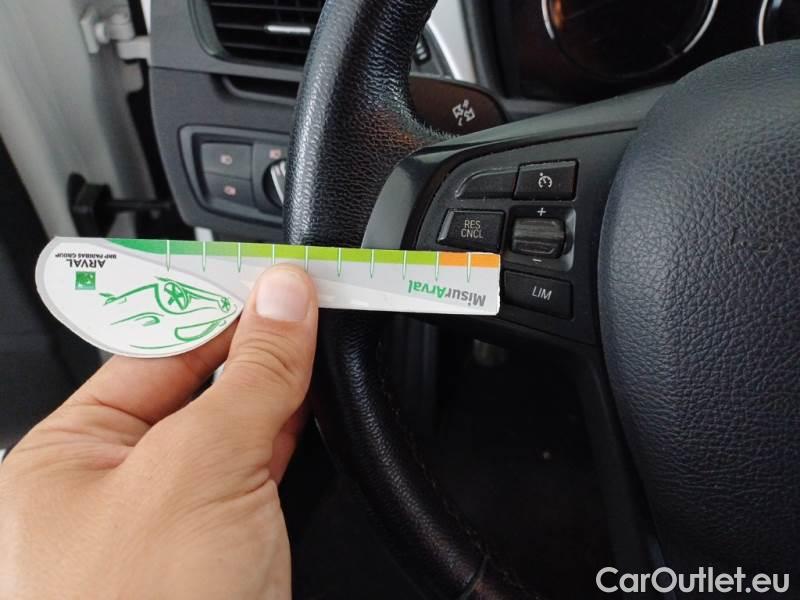 RES
CNCL
+
−
LIM
ARVAL
BNP PARIBAS GROUP
MisurArval
CarOutlet.eu